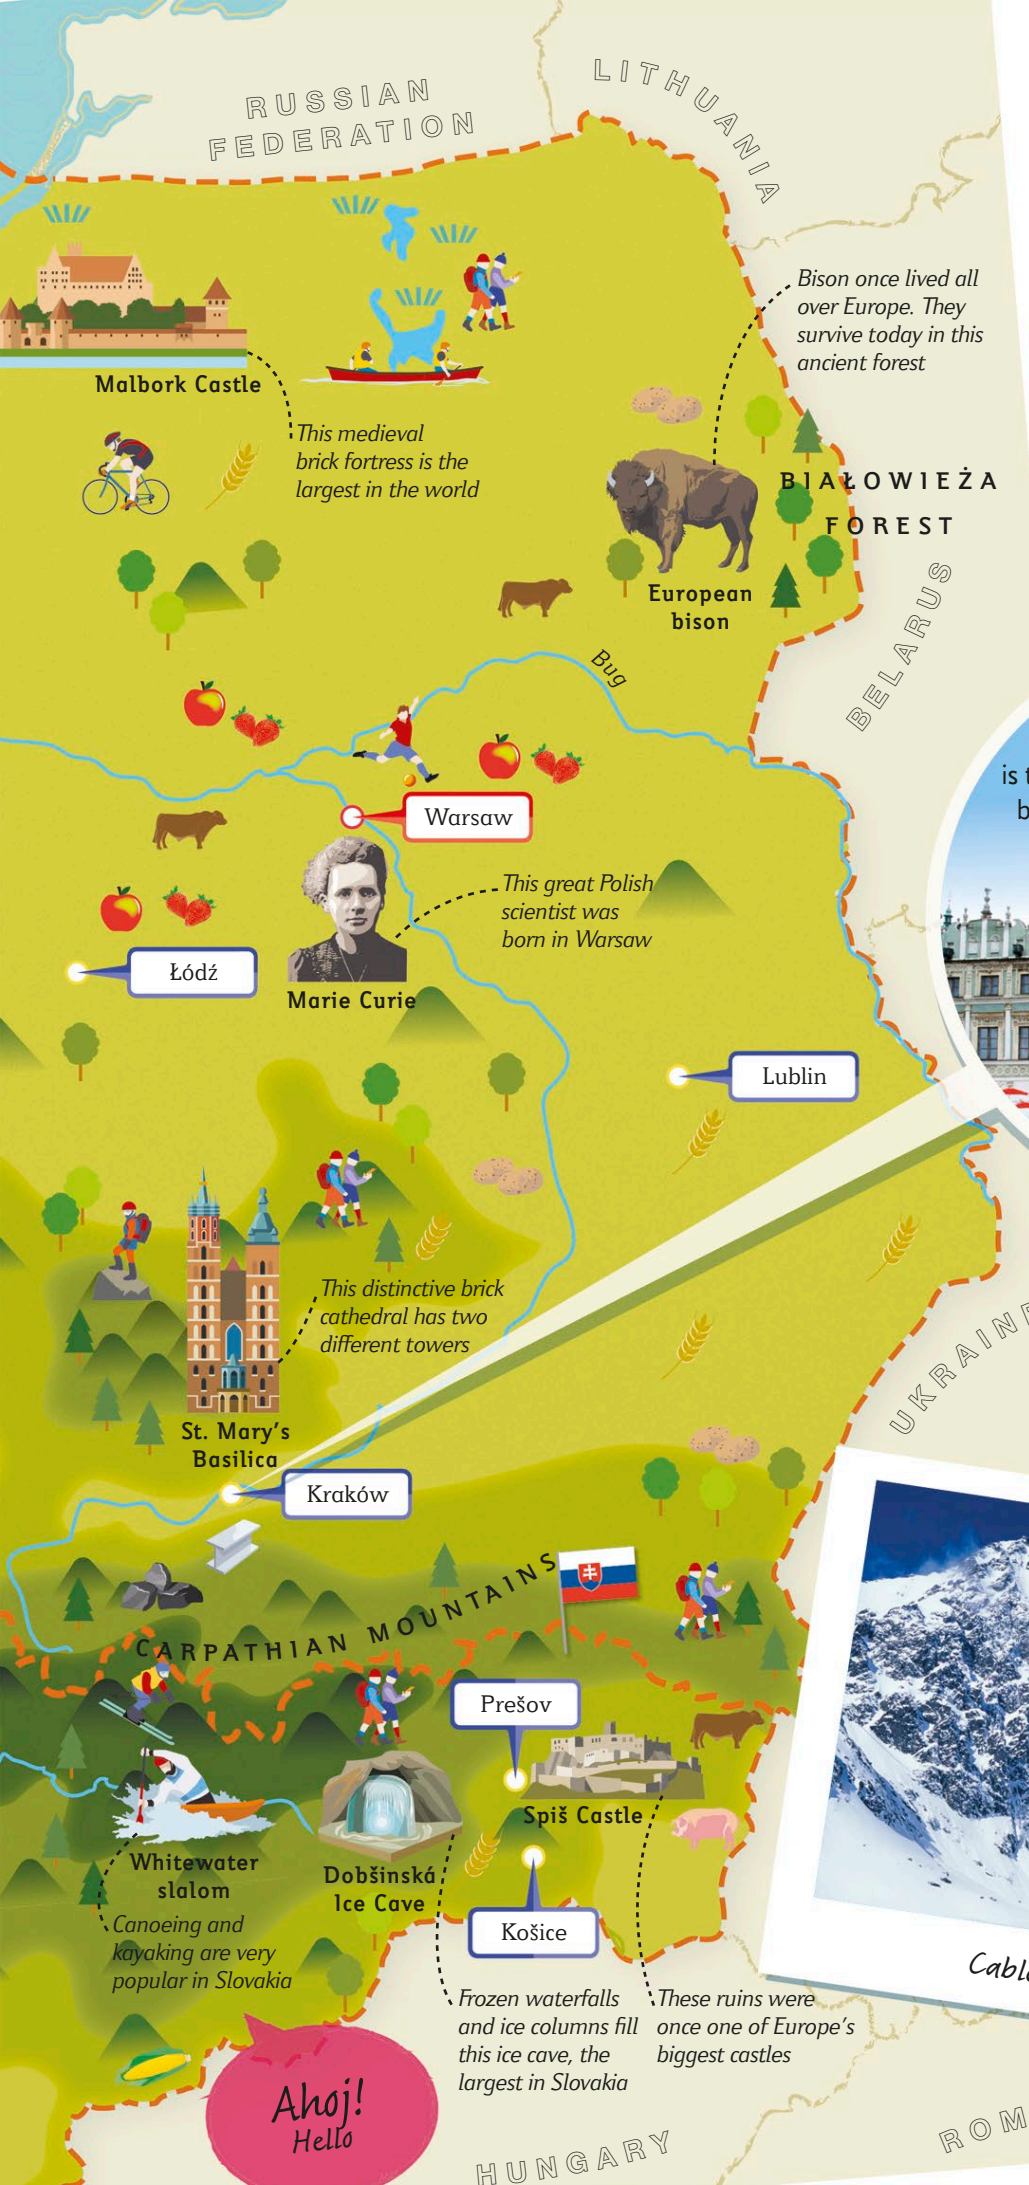 RUSSIAN
FEDERATION
LITHUANIA
Bison once lived all
over Europe. They
survive today in this
ancient forest
Malbork Castle
This medieval
brick fortress is the
largest in the world
BIAŁOWIEŻA
FOREST
European
bison
BELARUS
Bug
is
Warsaw
This great Polish
scientist was
born in Warsaw
Łódź
Marie Curie
Lublin
This distinctive brick
cathedral has two
different towers
UKRAINE
St. Mary's
Basilica
Kraków
CARPATHIAN MOUNTAINS
Prešov
Spiš Castle
Whitewater
slalom
Dobšinská
Ice Cave
Canoeing and
kayaking are very
popular in Slovakia
Košice
Frozen waterfalls
and ice columns fill
this ice cave, the
largest in Slovakia
These ruins were
once one of Europe's
biggest castles
Ahoj!
Hello
HUNGARY